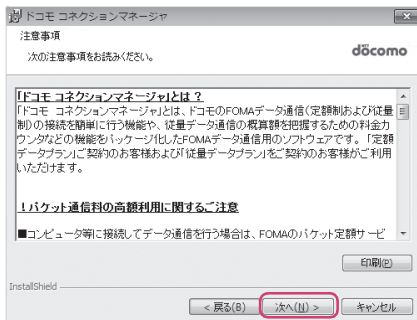 ドコモ コネクションマネージャ
注意事項
次の注意事項をお読みください。
döcomo
「ドコモ コネクションマネージャ」とは？
「ドコモ コネクションマネージャ」とは、ドコモのFOMAデータ通信（定額制および従量
制）の接続を簡単に行う機能や、従量データ通信の概算額を把握するための料金カ
ウンタなどの機能をパッケージ化したFOMAデータ通信用のソフトウェアです。「定額
データプラン」ご契約のお客様および「従量データプラン」をご契約のお客様がご利用
いただけます。
！パケット通信料の高額利用に関するご注意
■コンピュータ等に接続してデータ通信を行う場合は、FOMAのパケット定額サービ
印刷(P)
InstallShield
< 戻る(B)
次へ(N) >
キャンセル